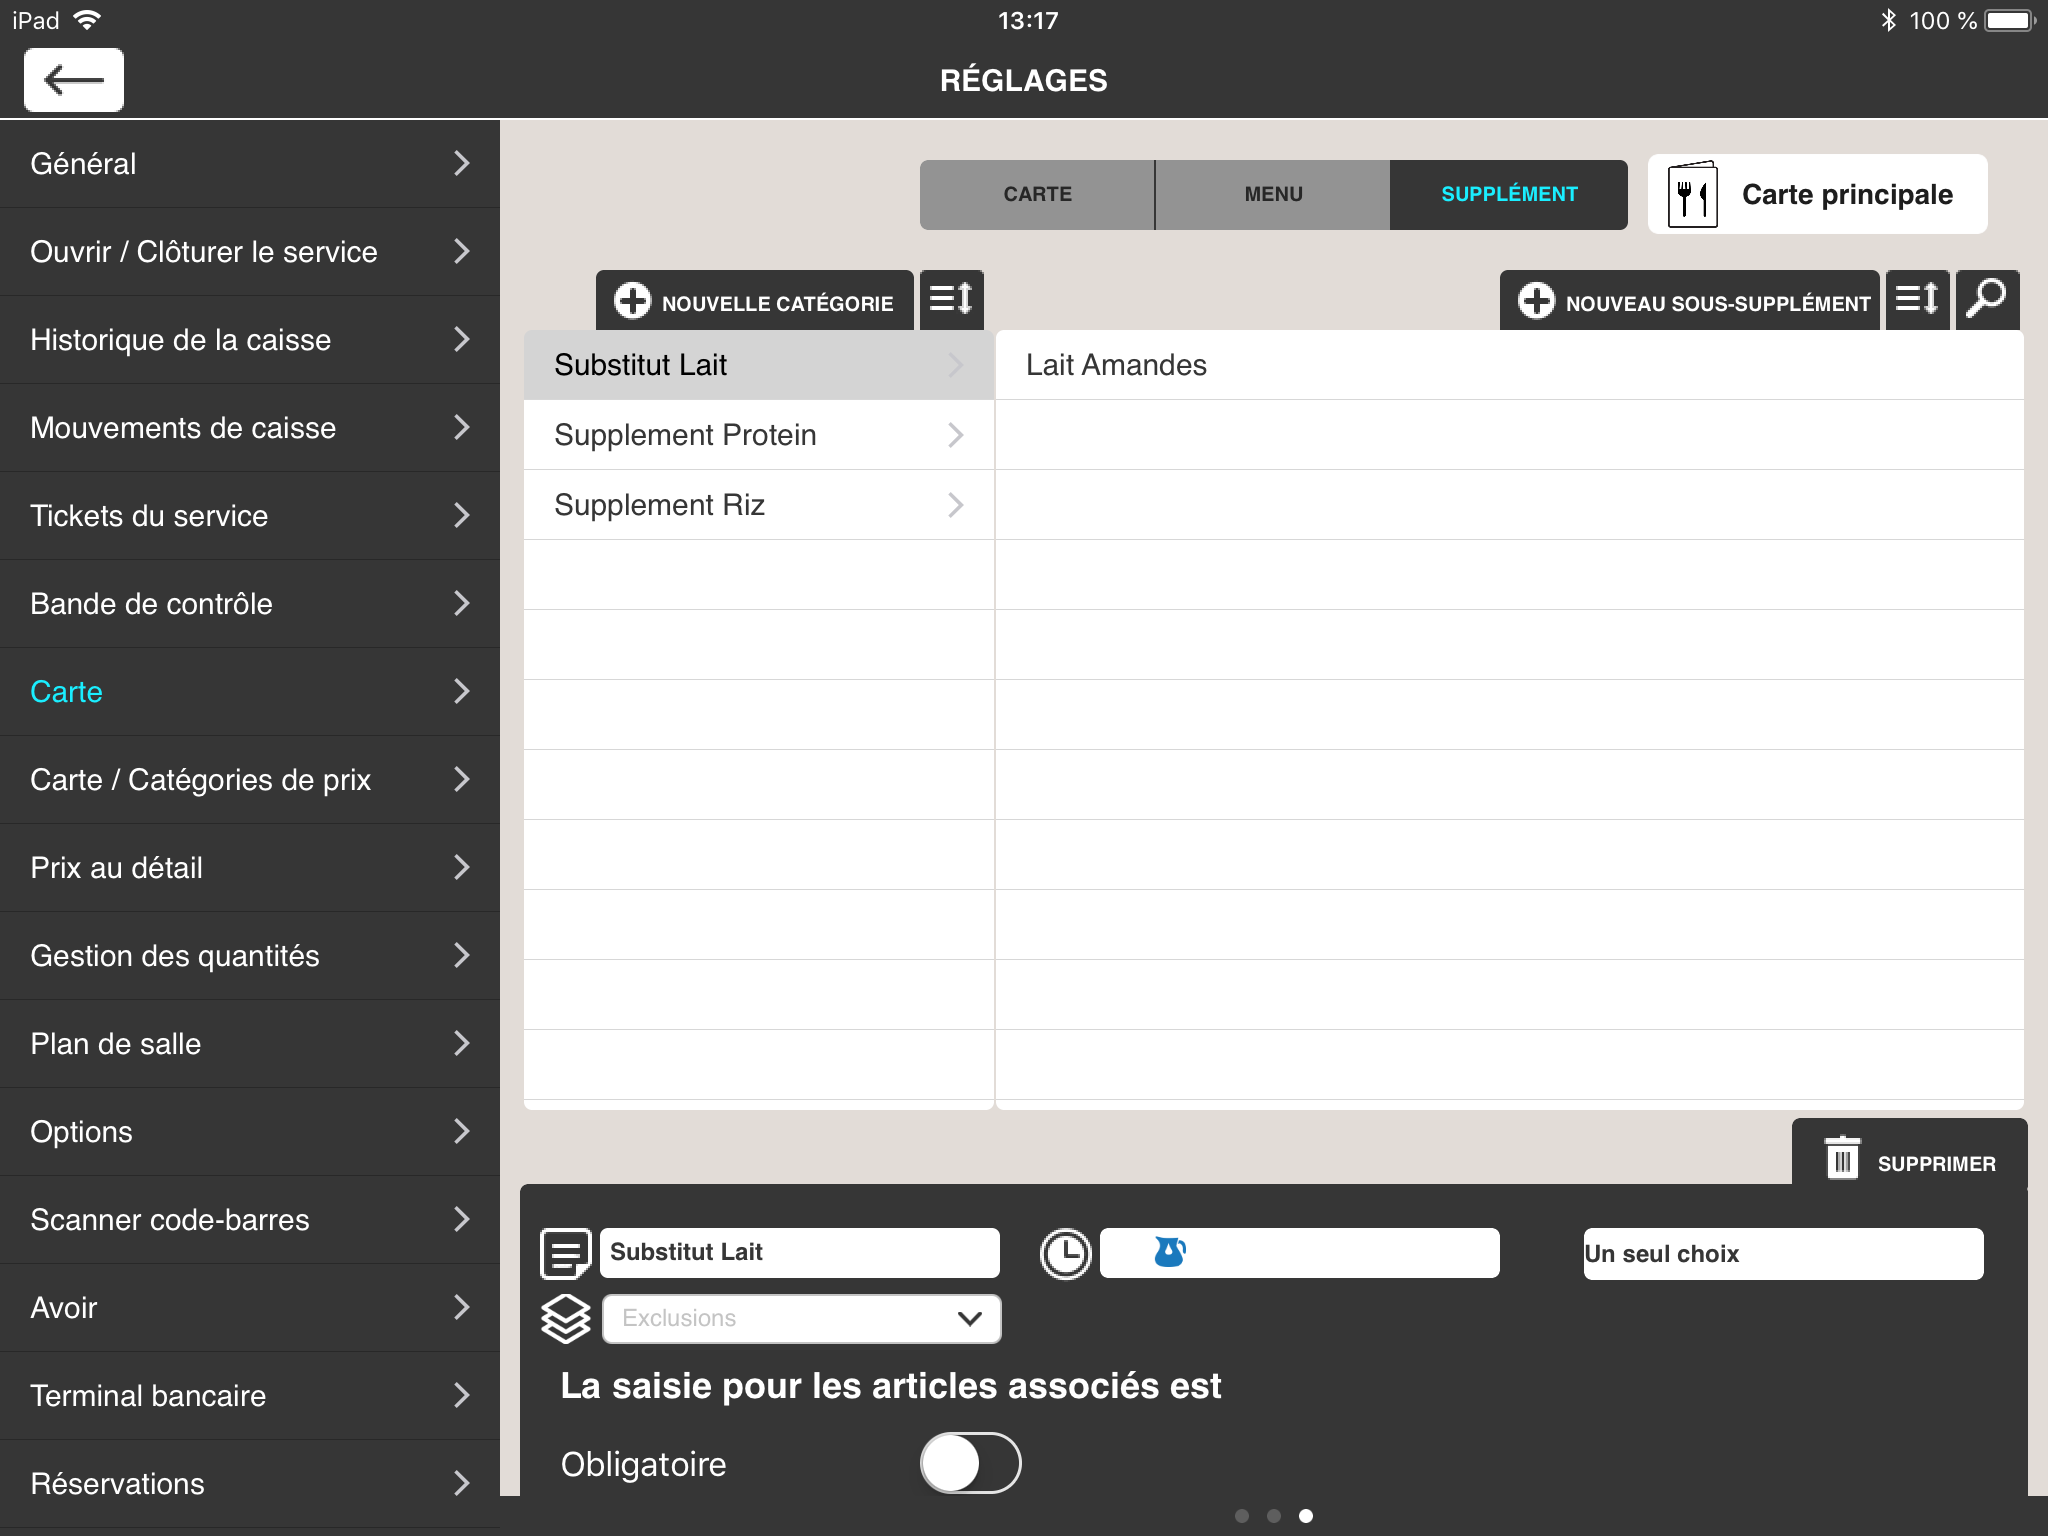 iPad
13:17
100 %
RÉGLAGES
Général
Ouvrir / Clôturer le service
Historique de la caisse
Mouvements de caisse
Tickets du service
Bande de contrôle
Carte
Carte / Catégories de prix
Prix au détail
Gestion des quantités
Plan de salle
Options
Scanner code-barres
Avoir
Terminal bancaire
Réservations
CARTE
MENU
SUPPLÉMENT
Carte principale
NOUVELLE CATÉGORIE
NOUVEAU SOUS-SUPPLÉMENT
Substitut Lait
Supplement Protein
Supplement Riz
Lait Amandes
SUPPRIMER
Substitut Lait
Un seul choix
Exclusions
La saisie pour les articles associés est
Obligatoire